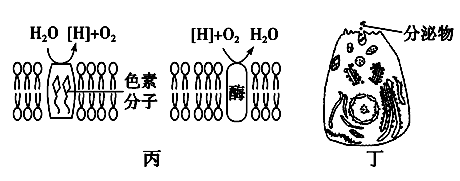 H₂O [H]+O₂
[H]+O₂ H₂O
分泌物
色素
分子
酶
丙
丁